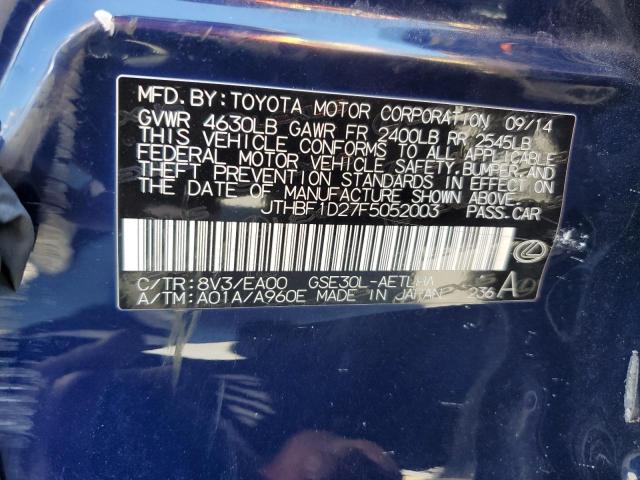 MFD. BY: TOYOTA MOTOR CORPORATION 09/14
GVWR 4630LB GAWR FR 2400LB RR 2545LB
THIS VEHICLE CONFORMS TO ALL APPLICABLE
FEDERAL MOTOR VEHICLE SAFETY, BUMPER, AND
THEFT PREVENTION STANDARDS IN EFFECT ON
THE DATE OF MANUFACTURE SHOWN ABOVE.
JTHBF1D27F5052003 PASS.CAR
C/TR: 8V3/EA00 GSE30L-AETLHA
A/TM: A01A/A960E MADE IN JAPAN 236 A